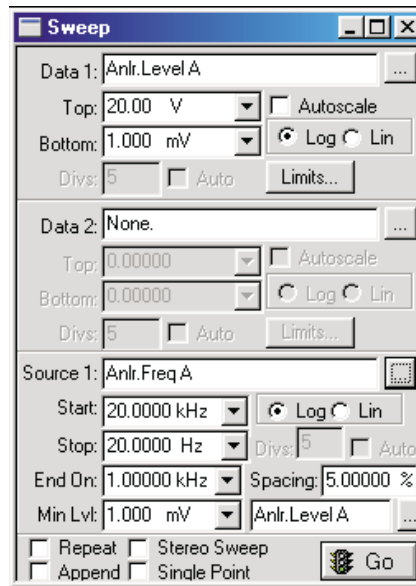 Sweep
Data 1: Anlr.Level A ...
Top: 20.00 V Autoscale
Bottom: 1.000 mV Log Lin
Divs: 5 Auto Limits...
Data 2: None. ...
Top: 0.00000 Autoscale
Bottom: 0.00000 Log Lin
Divs: 5 Auto Limits...
Source 1: Anlr.Freq A ...
Start: 20.0000 kHz Log Lin
Stop: 20.0000 Hz Divs: 5 Auto
End On: 1.00000 kHz Spacing: 5.00000 %
Min Lvl: 1.000 mV Anlr.Level A ...
Repeat Stereo Sweep
Append Single Point Go